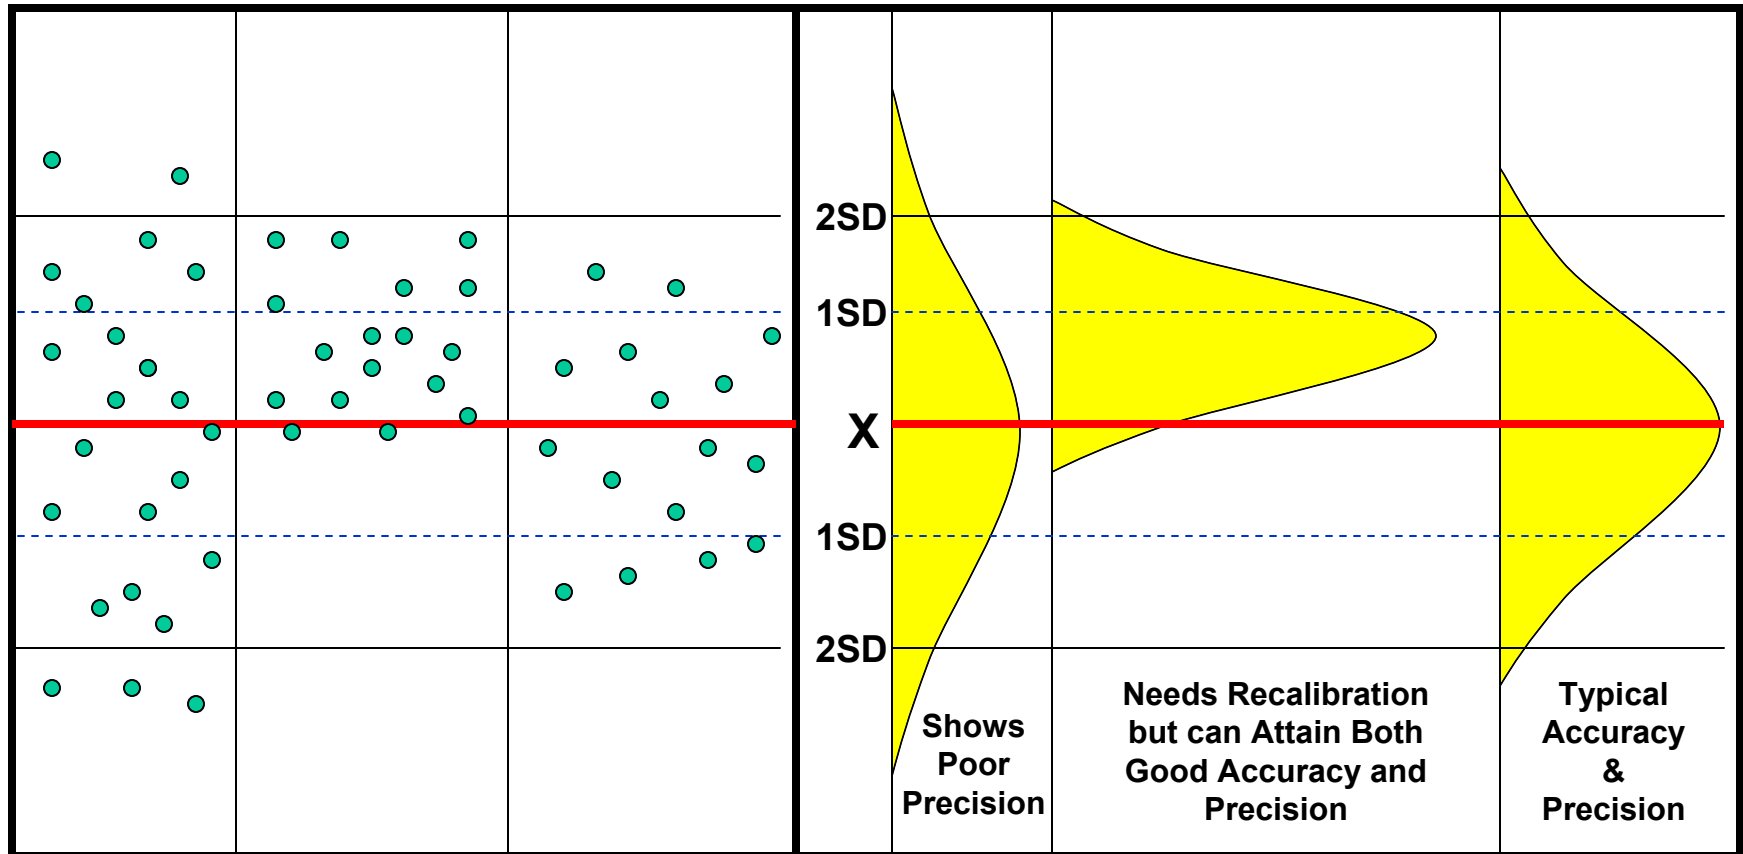 2SD
1SD
X
1SD
2SD
Shows
Poor
Precision
Needs Recalibration
but can Attain Both
Good Accuracy and
Precision
Typical
Accuracy
&
Precision